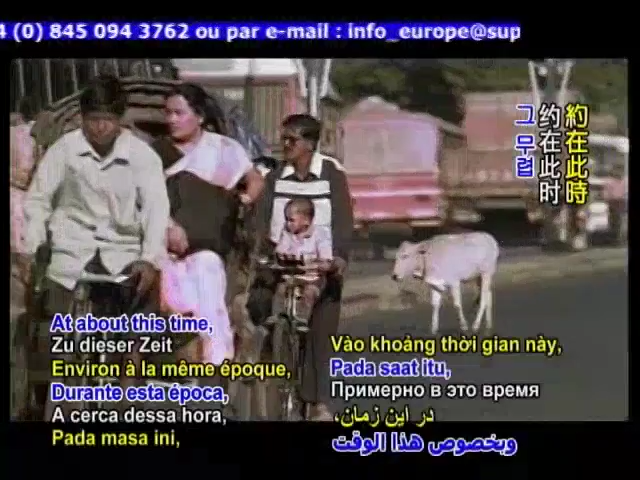 4 (0) 845 094 3762 ou par e-mail : info_europe@sup
約在此時
约在此时
그 무렵
At about this time,
Zu dieser Zeit
Environ à la même époque,
Durante esta época,
A cerca dessa hora,
Pada masa ini,
Vào khoảng thời gian này,
Pada saat itu,
Примерно в это время
در این زمان،
وبخصوص هذا الوقت